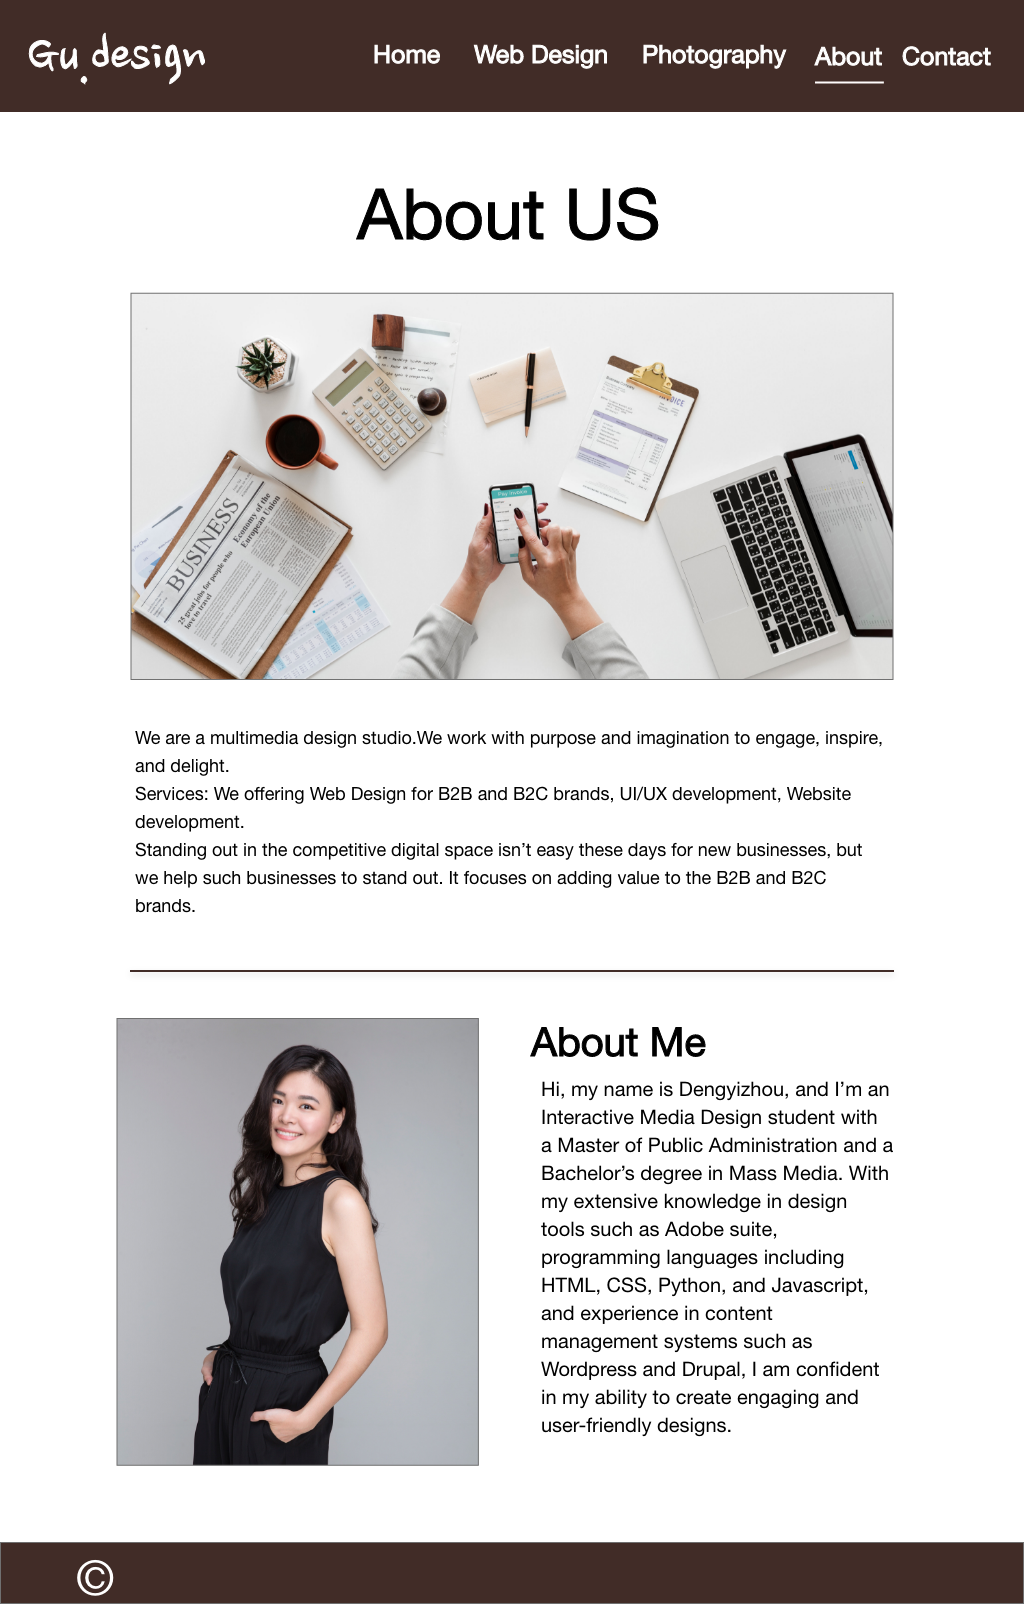 Gu.design
Home Web Design Photography About Contact
About US
BUSINESS
Economy of the
European Union
25 great jobs for people who
love to travel
Pay Invoice
INVOICE
We are a multimedia design studio.We work with purpose and imagination to engage, inspire,
and delight.
Services: We offering Web Design for B2B and B2C brands, UI/UX development, Website
development.
Standing out in the competitive digital space isn’t easy these days for new businesses, but
we help such businesses to stand out. It focuses on adding value to the B2B and B2C
brands.
About Me
Hi, my name is Dengyizhou, and I’m an
Interactive Media Design student with
a Master of Public Administration and a
Bachelor’s degree in Mass Media. With
my extensive knowledge in design
tools such as Adobe suite,
programming languages including
HTML, CSS, Python, and Javascript,
and experience in content
management systems such as
Wordpress and Drupal, I am confident
in my ability to create engaging and
user-friendly designs.
©